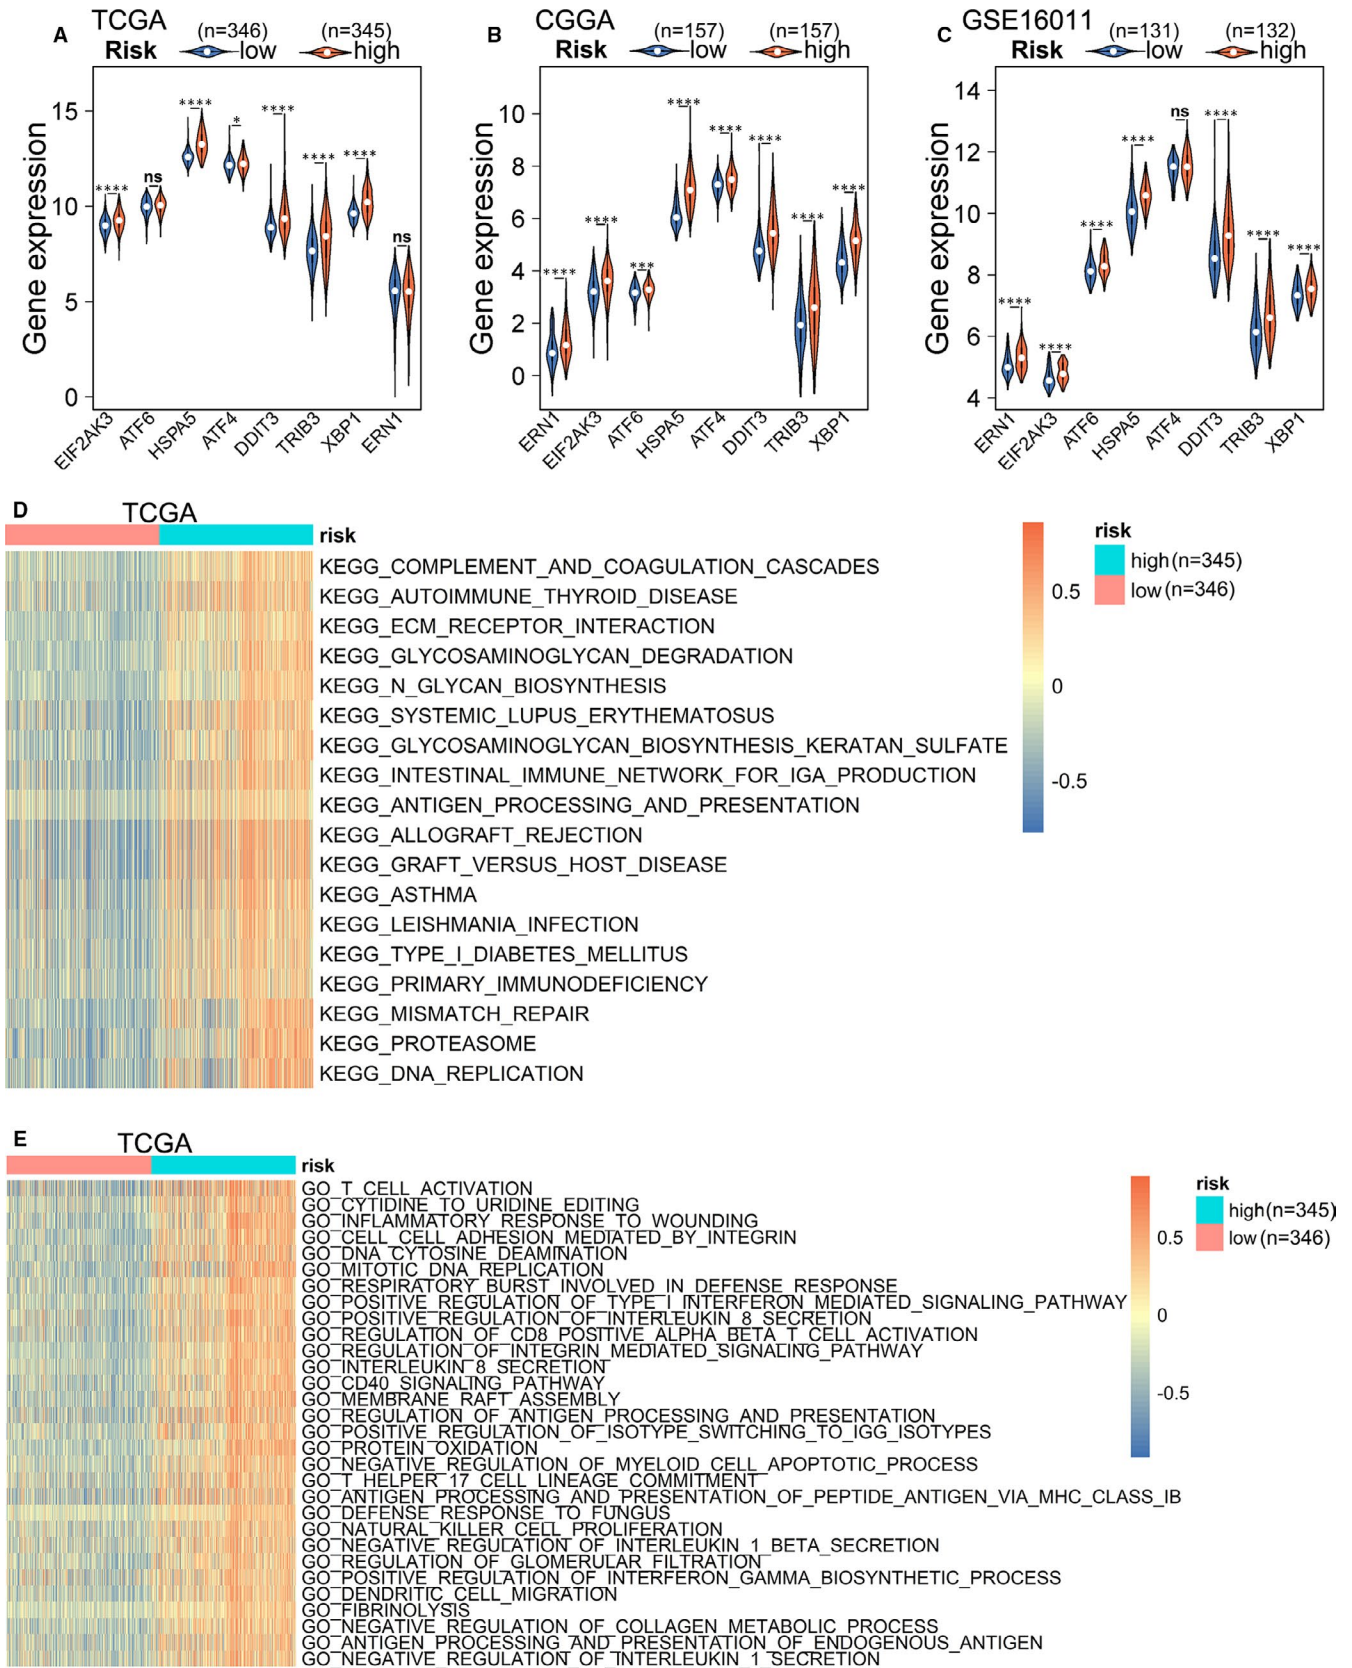 A TCGA (n=346) (n=345)
Risk low high
Gene expression
15
10
5
0
**** ns **** * **** **** **** ns
EIF2AK3 ATF6 HSPA5 ATF4 DDIT3 TRIB3 XBP1 ERN1
B CGGA (n=157) (n=157)
Risk low high
Gene expression
10
8
6
4
2
0
**** **** *** **** **** **** **** ****
ERN1 EIF2AK3 ATF6 HSPA5 ATF4 DDIT3 TRIB3 XBP1
C GSE16011 (n=131) (n=132)
Risk low high
Gene expression
14
12
10
8
6
4
**** **** **** **** ns **** **** ****
ERN1 EIF2AK3 ATF6 HSPA5 ATF4 DDIT3 TRIB3 XBP1
D TCGA
risk
KEGG_COMPLEMENT_AND_COAGULATION_CASCADES
KEGG_AUTOIMMUNE_THYROID_DISEASE
KEGG_ECM_RECEPTOR_INTERACTION
KEGG_GLYCOSAMINOGLYCAN_DEGRADATION
KEGG_N_GLYCAN_BIOSYNTHESIS
KEGG_SYSTEMIC_LUPUS_ERYTHEMATOSUS
KEGG_GLYCOSAMINOGLYCAN_BIOSYNTHESIS_KERATAN_SULFATE
KEGG_INTESTINAL_IMMUNE_NETWORK_FOR_IGA_PRODUCTION
KEGG_ANTIGEN_PROCESSING_AND_PRESENTATION
KEGG_ALLOGRAFT_REJECTION
KEGG_GRAFT_VERSUS_HOST_DISEASE
KEGG_ASTHMA
KEGG_LEISHMANIA_INFECTION
KEGG_TYPE_I_DIABETES_MELLITUS
KEGG_PRIMARY_IMMUNODEFICIENCY
KEGG_MISMATCH_REPAIR
KEGG_PROTEASOME
KEGG_DNA_REPLICATION
0.5
0
-0.5
risk
high (n=345)
low (n=346)
E TCGA
risk
GO_T_CELL_ACTIVATION
GO_CYTIDINE_TO_URIDINE_EDITING
GO_INFLAMMATORY_RESPONSE_TO_WOUNDING
GO_CELL_CELL_ADHESION_MEDIATED_BY_INTEGRIN
GO_DNA_CYTOSINE_DEAMINATION
GO_MITOTIC_DNA_REPLICATION
GO_RESPIRATORY_BURST_INVOLVED_IN_DEFENSE_RESPONSE
GO_POSITIVE_REGULATION_OF_TYPE_I_INTERFERON_MEDIATED_SIGNALING_PATHWAY
GO_POSITIVE_REGULATION_OF_INTERLEUKIN_8_SECRETION
GO_REGULATION_OF_CD8_POSITIVE_ALPHA_BETA_T_CELL_ACTIVATION
GO_REGULATION_OF_INTEGRIN_MEDIATED_SIGNALING_PATHWAY
GO_INTERLEUKIN_8_SECRETION
GO_CD40_SIGNALING_PATHWAY
GO_MEMBRANE_RAFT_ASSEMBLY
GO_REGULATION_OF_ANTIGEN_PROCESSING_AND_PRESENTATION
GO_POSITIVE_REGULATION_OF_ISOTYPE_SWITCHING_TO_IGG_ISOTYPES
GO_PROTEIN_OXIDATION
GO_NEGATIVE_REGULATION_OF_MYELOID_CELL_APOPTOTIC_PROCESS
GO_T_HELPER_17_CELL_LINEAGE_COMMITMENT
GO_ANTIGEN_PROCESSING_AND_PRESENTATION_OF_PEPTIDE_ANTIGEN_VIA_MHC_CLASS_IB
GO_DEFENSE_RESPONSE_TO_FUNGUS
GO_NATURAL_KILLER_CELL_PROLIFERATION
GO_NEGATIVE_REGULATION_OF_INTERLEUKIN_1_BETA_SECRETION
GO_REGULATION_OF_GLOMERULAR_FILTRATION
GO_POSITIVE_REGULATION_OF_INTERFERON_GAMMA_BIOSYNTHETIC_PROCESS
GO_DENDRITIC_CELL_MIGRATION
GO_FIBRINOLYSIS
GO_NEGATIVE_REGULATION_OF_COLLAGEN_METABOLIC_PROCESS
GO_ANTIGEN_PROCESSING_AND_PRESENTATION_OF_ENDOGENOUS_ANTIGEN
GO_NEGATIVE_REGULATION_OF_INTERLEUKIN_1_SECRETION
0.5
0
-0.5
risk
high (n=345)
low (n=346)